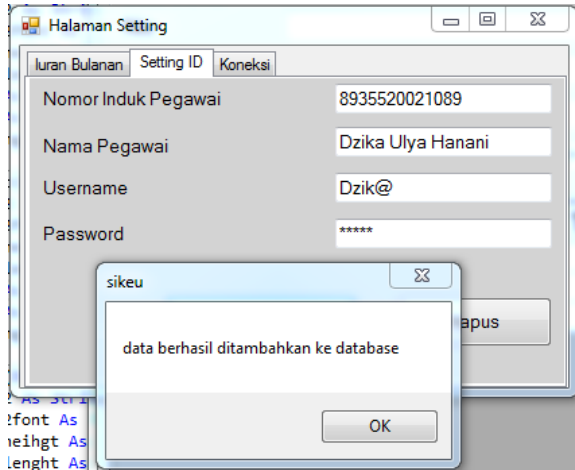 Halaman Setting
Iuran Bulanan Setting ID Koneksi
Nomor Induk Pegawai 8935520021089
Nama Pegawai Dzika Ulya Hanani
Username Dzik@
Password *****
sikeu
apus
data berhasil ditambahkan ke database
OK
As
font As
heihgt As
lenght As